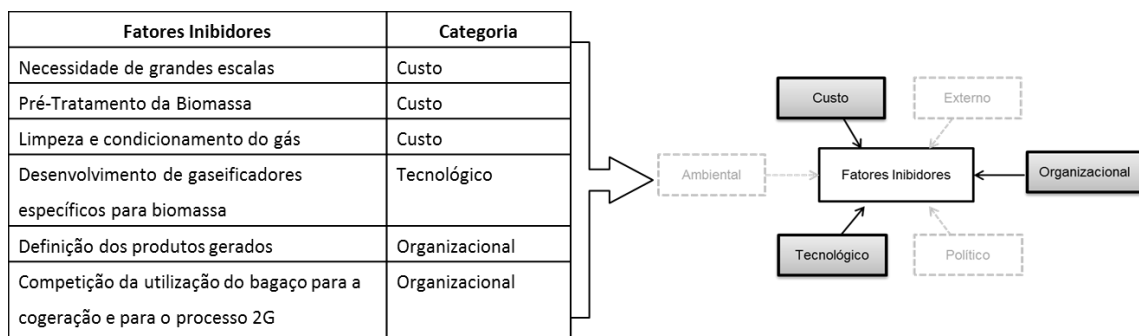 Fatores Inibidores Categoria
Necessidade de grandes escalas Custo
Pré-Tratamento da Biomassa Custo
Limpeza e condicionamento do gás Custo
Desenvolvimento de gaseificadores Tecnológico
específicos para biomassa
Definição dos produtos gerados Organizacional
Competição da utilização do bagaço para a Organizacional
cogeração e para o processo 2G
Custo Externo
Ambiental Fatores Inibidores Organizacional
Tecnológico Político